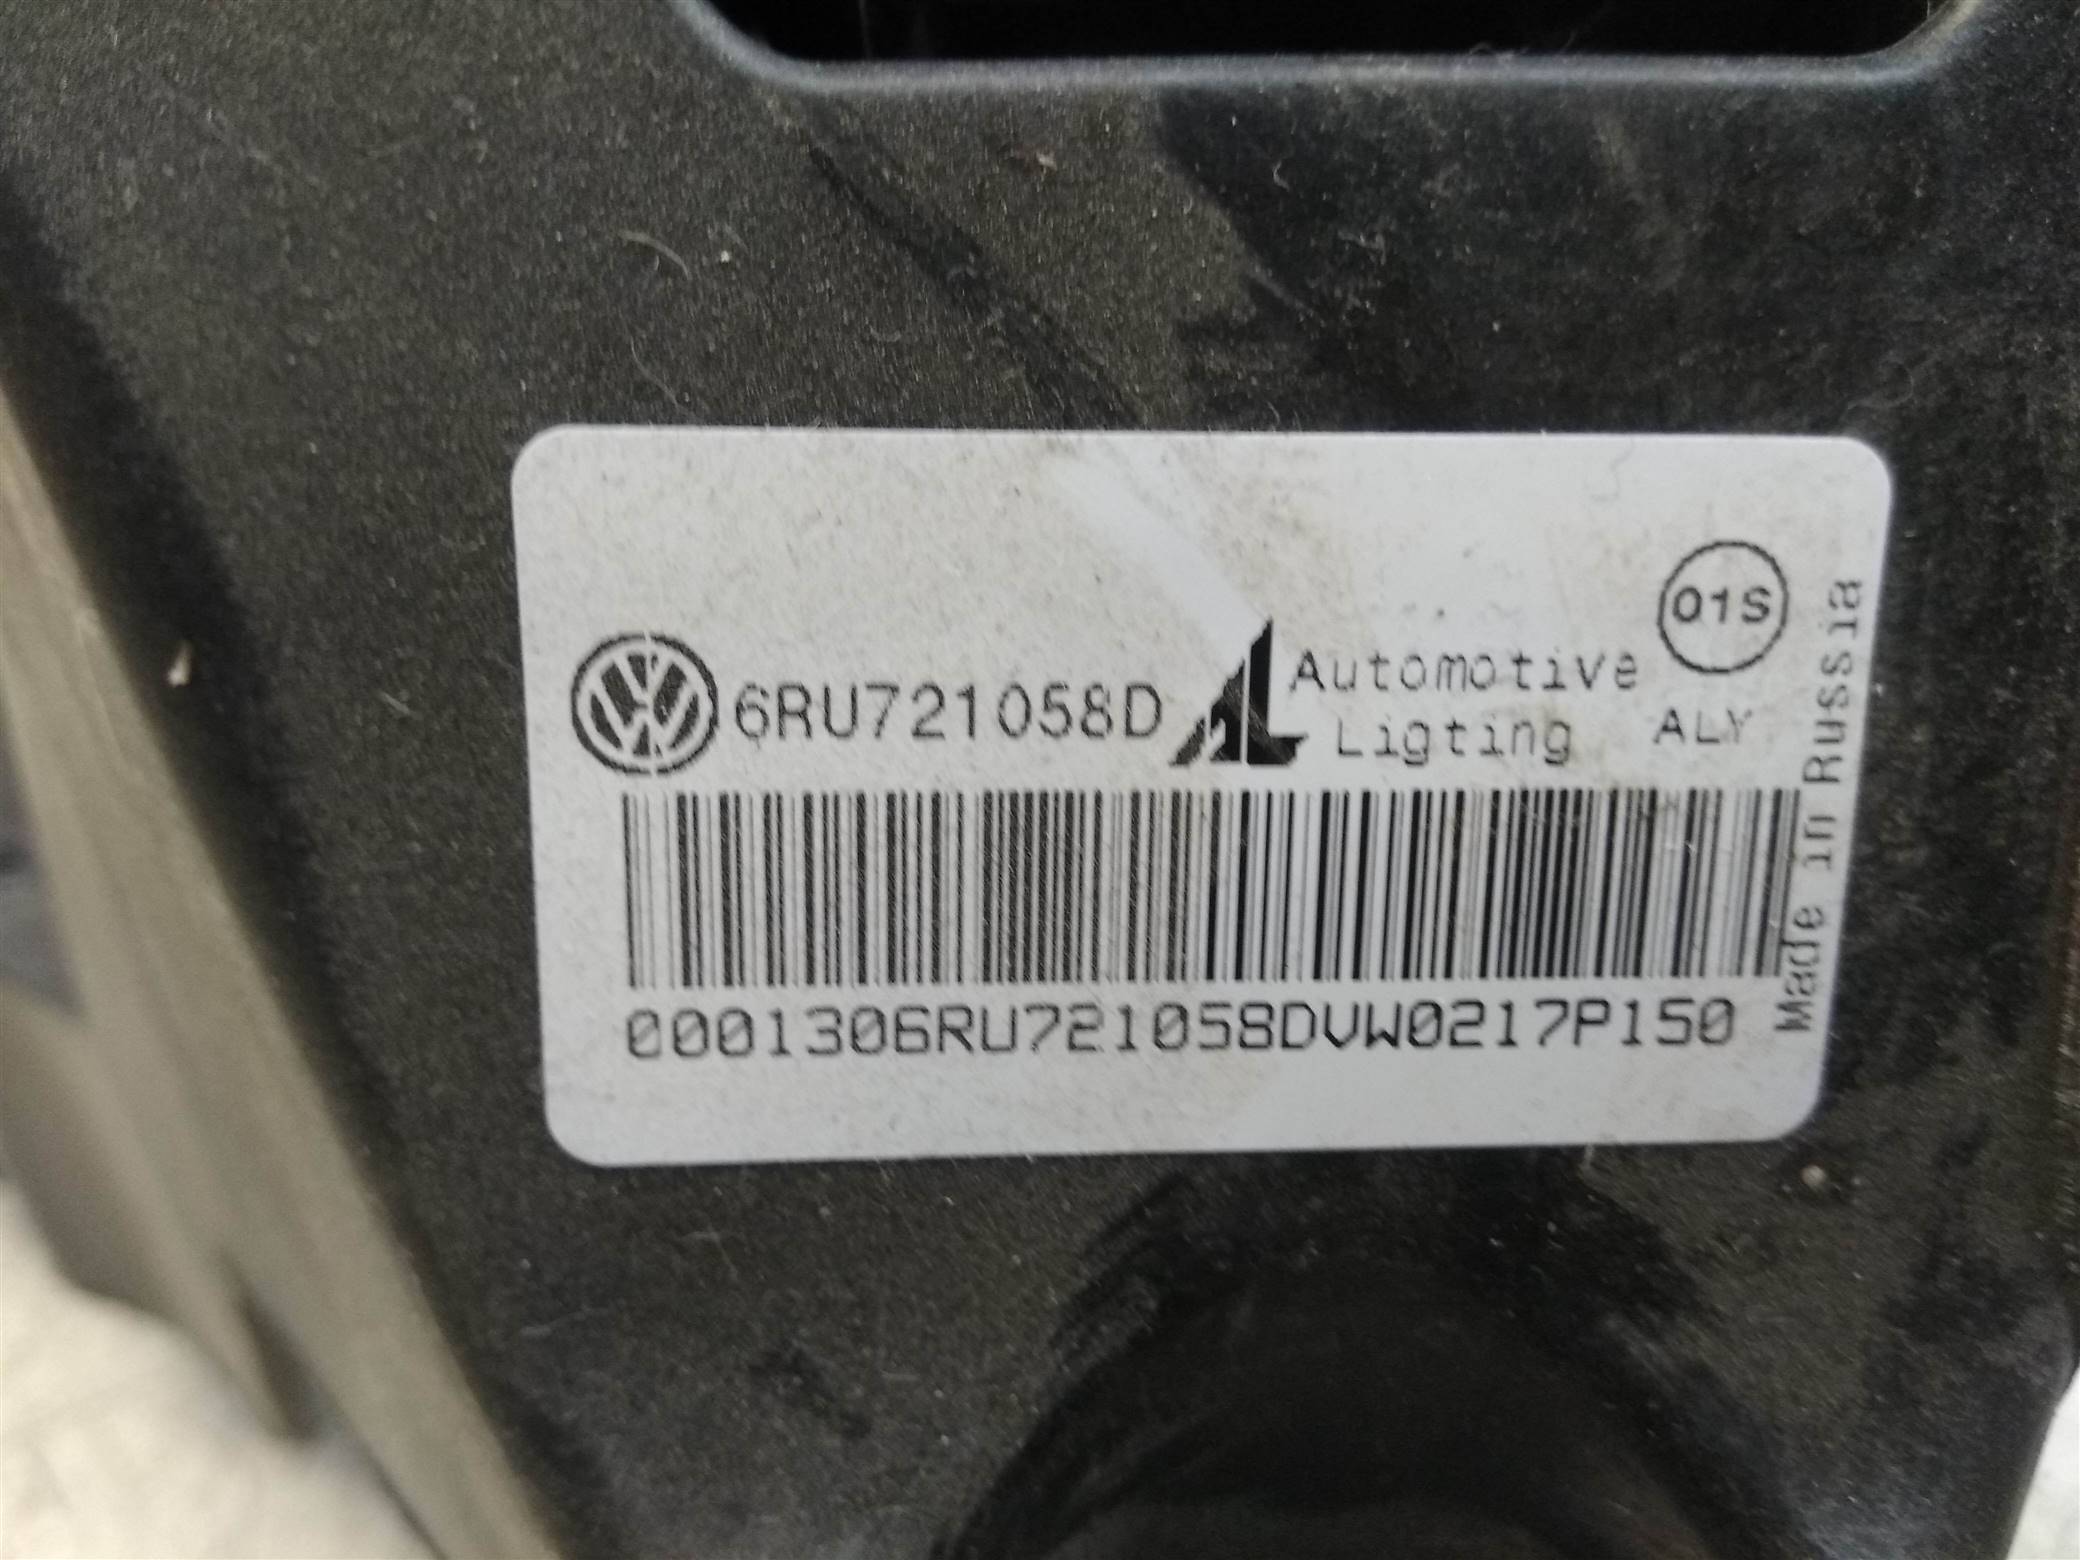 6RU721058D
Automotive
Ligting
01S
ALY
Made in Russia
0001306RU721058DVW0217P150